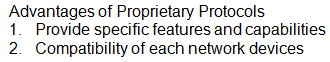 Advantages of Proprietary Protocols
1. Provide specific features and capabilities
2. Compatibility of each network devices